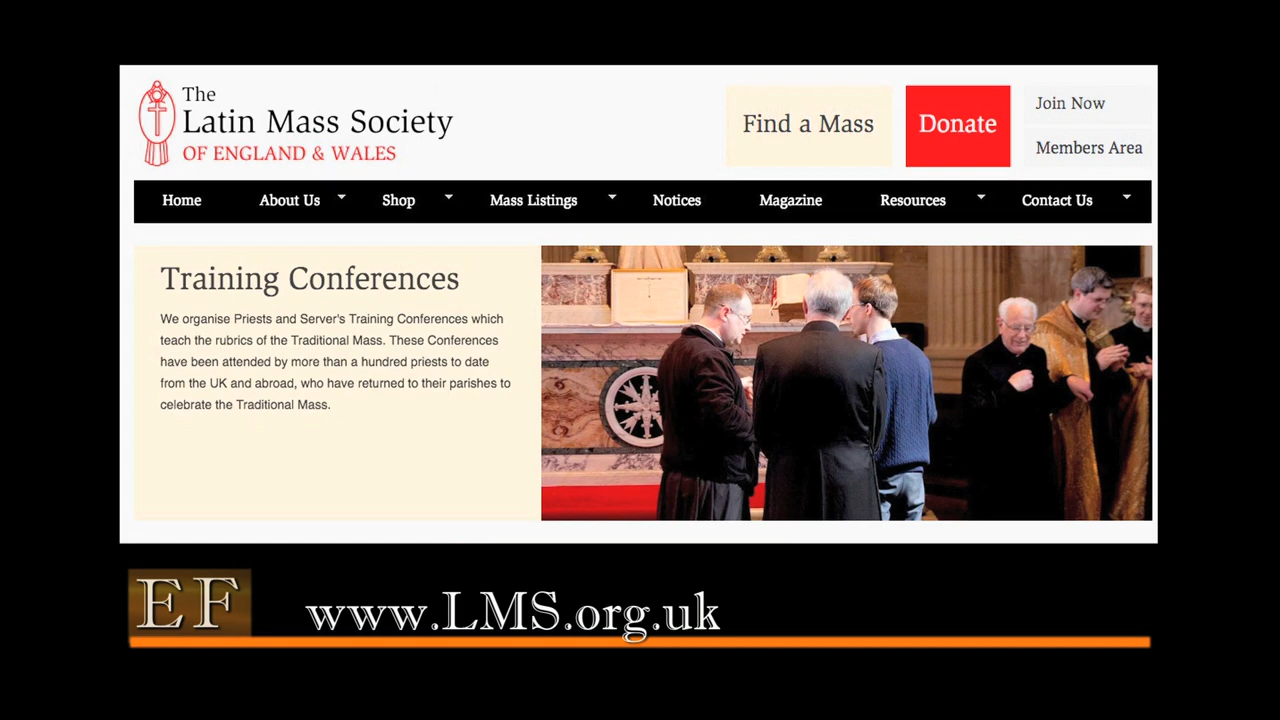 The
Latin Mass Society
OF ENGLAND & WALES
Find a Mass
Donate
Join Now
Members Area
Home About Us Shop Mass Listings Notices Magazine Resources Contact Us
Training Conferences
We organise Priests and Server's Training Conferences which
teach the rubrics of the Traditional Mass. These Conferences
have been attended by more than a hundred priests to date
from the UK and abroad, who have returned to their parishes to
celebrate the Traditional Mass.
EF
www.LMS.org.uk